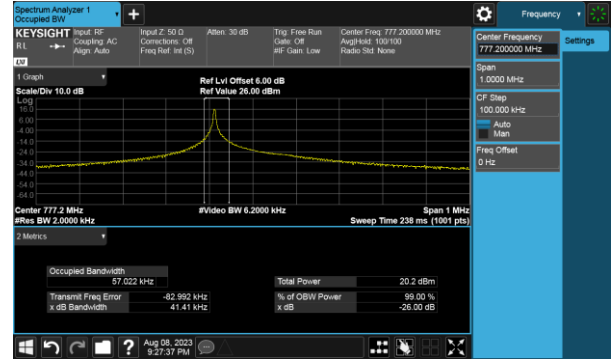 Spectrum Analyzer 1
Occupied BW
Frequency
KEYSIGHT
RL
Input: RF
Coupling: AC
Align: Auto
Input Z: 50 Ω
Corrections: Off
Freq Ref: Int (S)
Atten: 30 dB
Trig: Free Run
Gate: Off
#IF Gain: Low
Center Freq: 777.200000 MHz
Avg|Hold: 100/100
Radio Std: None
LXI
1 Graph
Scale/Div 10.0 dB
Ref Lvl Offset 6.00 dB
Ref Value 26.00 dBm
Log
16.0
6.00
-4.00
-14.0
-24.0
-34.0
-44.0
-54.0
-64.0
Center 777.2 MHz
#Video BW 6.2000 kHz
Span 1 MHz
#Res BW 2.0000 kHz
Sweep Time 238 ms (1001 pts)
2 Metrics
Occupied Bandwidth
57.022 kHz
Total Power 20.2 dBm
Transmit Freq Error -82.992 kHz
% of OBW Power 99.00 %
x dB Bandwidth 41.41 kHz
x dB -26.00 dB
Aug 08, 2023
9:27:37 PM
Center Frequency
777.200000 MHz
Settings
Span
1.0000 MHz
CF Step
100.000 kHz
Auto
Man
Freq Offset
0 Hz